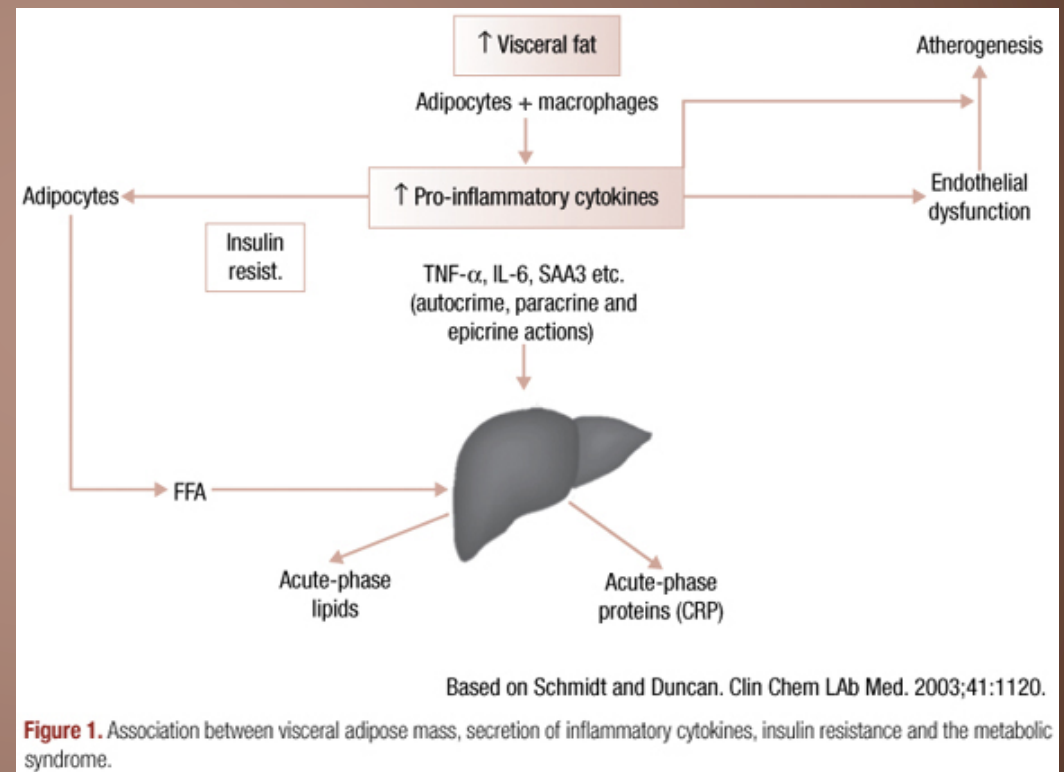 ↑ Visceral fat
Atherogenesis
Adipocytes + macrophages
Adipocytes
↑ Pro-inflammatory cytokines
Endothelial
dysfunction
Insulin
resist.
TNF-α, IL-6, SAA3 etc.
(autocrime, paracrine and
epicrine actions)
FFA
Acute-phase
lipids
Acute-phase
proteins (CRP)
Based on Schmidt and Duncan. Clin Chem LAb Med. 2003;41:1120.
Figure 1. Association between visceral adipose mass, secretion of inflammatory cytokines, insulin resistance and the metabolic
syndrome.